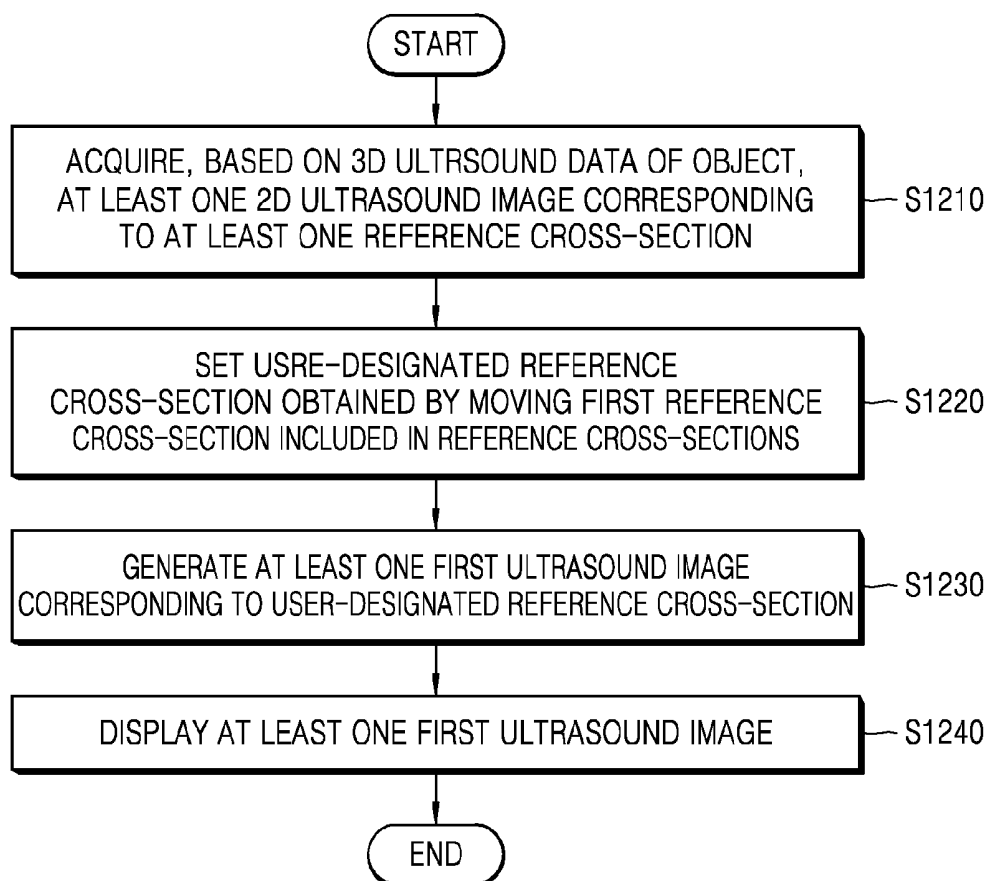 START
ACQUIRE, BASED ON 3D ULTRSOUND DATA OF OBJECT,
AT LEAST ONE 2D ULTRASOUND IMAGE CORRESPONDING
TO AT LEAST ONE REFERENCE CROSS-SECTION
S1210
SET USRE-DESIGNATED REFERENCE
CROSS-SECTION OBTAINED BY MOVING FIRST REFERENCE
CROSS-SECTION INCLUDED IN REFERENCE CROSS-SECTIONS
S1220
GENERATE AT LEAST ONE FIRST ULTRASOUND IMAGE
CORRESPONDING TO USER-DESIGNATED REFERENCE CROSS-SECTION
S1230
DISPLAY AT LEAST ONE FIRST ULTRASOUND IMAGE
S1240
END